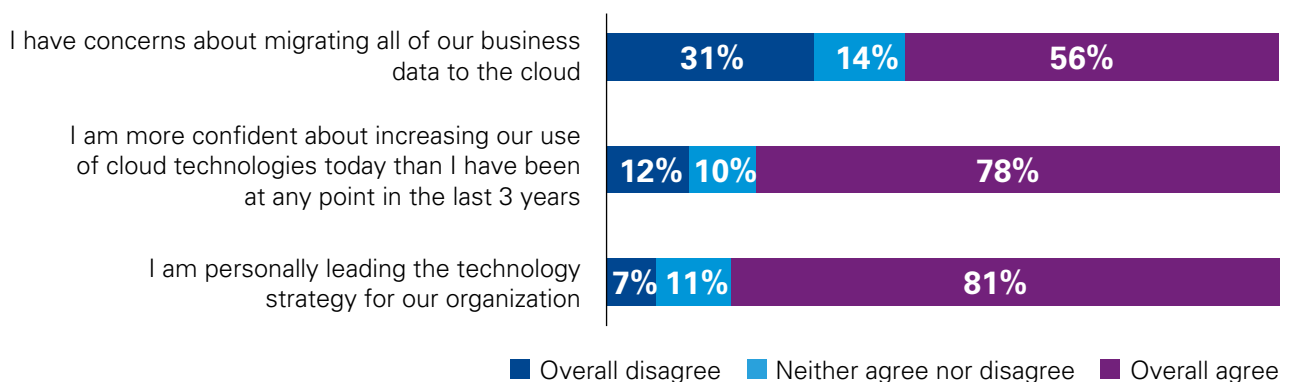 I have concerns about migrating all of our business
data to the cloud
31% 14% 56%
I am more confident about increasing our use
of cloud technologies today than I have been
at any point in the last 3 years
12% 10% 78%
I am personally leading the technology
strategy for our organization
7% 11% 81%
Overall disagree Neither agree nor disagree Overall agree